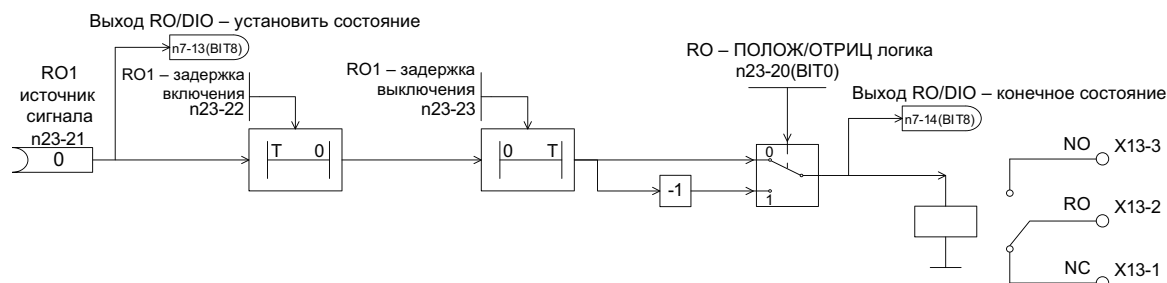 Выход RO/DIO – установить состояние
n7-13(BIT8)
RO1
источник
сигнала
n23-21
0
RO1 – задержка
включения
n23-22
T 0
RO1 – задержка
выключения
n23-23
0 T
-1
RO – ПОЛОЖ/ОТРИЦ логика
n23-20(BIT0)
0
1
Выход RO/DIO – конечное состояние
n7-14(BIT8)
NO X13-3
RO X13-2
NC X13-1